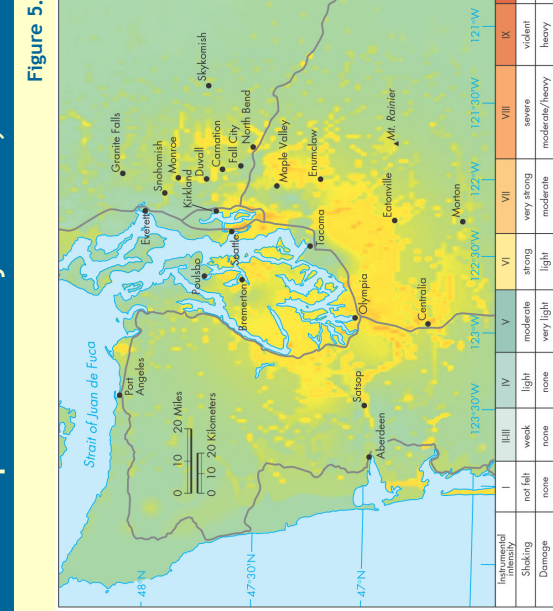 Figure 5.
Strait of Juan de Fuca
Port
Angeles
Everett
Granite Falls
Snohomish
Monroe
Skykomish
Duvall
Kirkland
Carnation
Fall City
North Bend
Poulsbo
Seattle
Bremerton
Maple Valley
Enumclaw
Tacoma
Mt. Rainier
Eatonville
Olympia
Morton
Centralia
Satsop
Aberdeen
0 10 20 Miles
0 10 20 Kilometers
48°N
47°30'N
47°N
123°30'W 123°W 122°30'W 122°W 121°30'W 121°W
Instrumental intensity I II-III IV V VI VII VIII IX
Shaking not felt weak light moderate strong very strong severe violent
Damage none none none very light light moderate moderate/heavy heavy